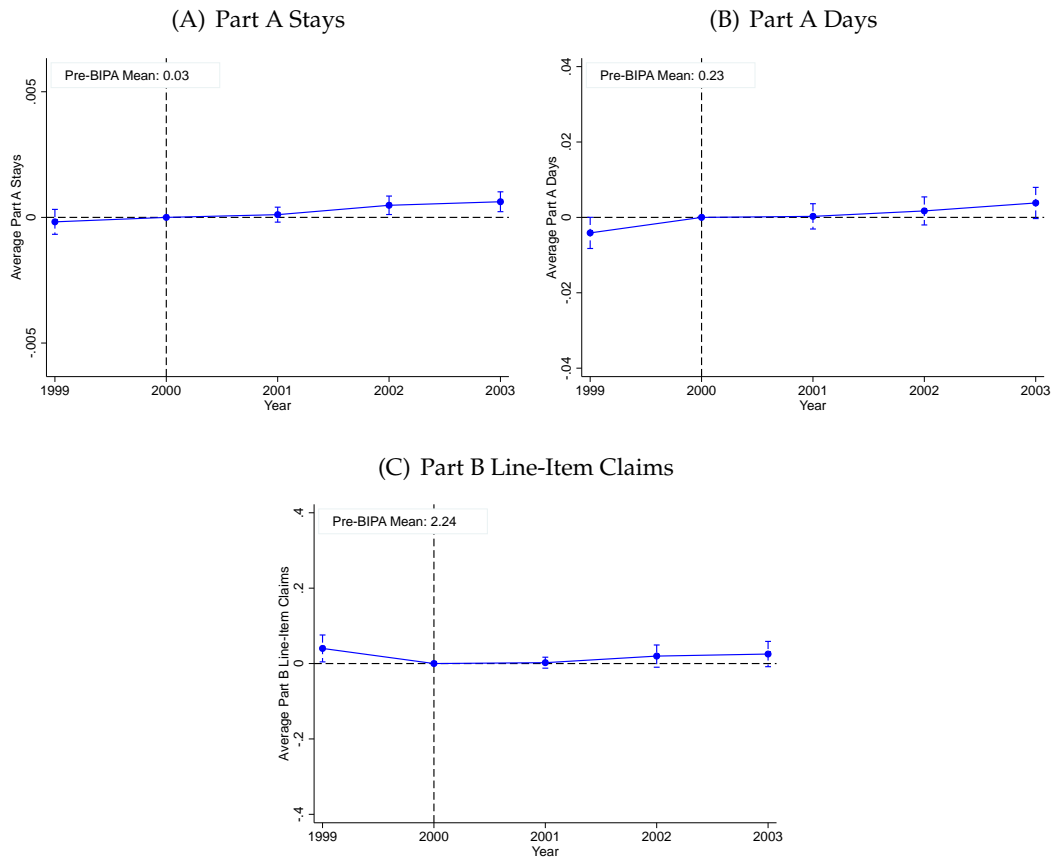 (A) Part A Stays
Pre-BIPA Mean: 0.03
Average Part A Stays
.005
0
-.005
1999 2000 2001 2002 2003
Year
(B) Part A Days
Pre-BIPA Mean: 0.23
Average Part A Days
.04
.02
0
-.02
-.04
1999 2000 2001 2002 2003
Year
(C) Part B Line-Item Claims
Pre-BIPA Mean: 2.24
Average Part B Line-Item Claims
.4
.2
0
-.2
-.4
1999 2000 2001 2002 2003
Year